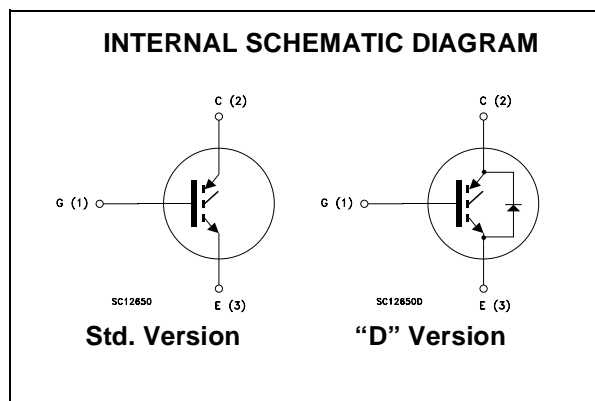 INTERNAL SCHEMATIC DIAGRAM
C (2)
C (2)
G (1)
G (1)
SC12650
E (3)
SC12650D
E (3)
Std. Version
“D” Version